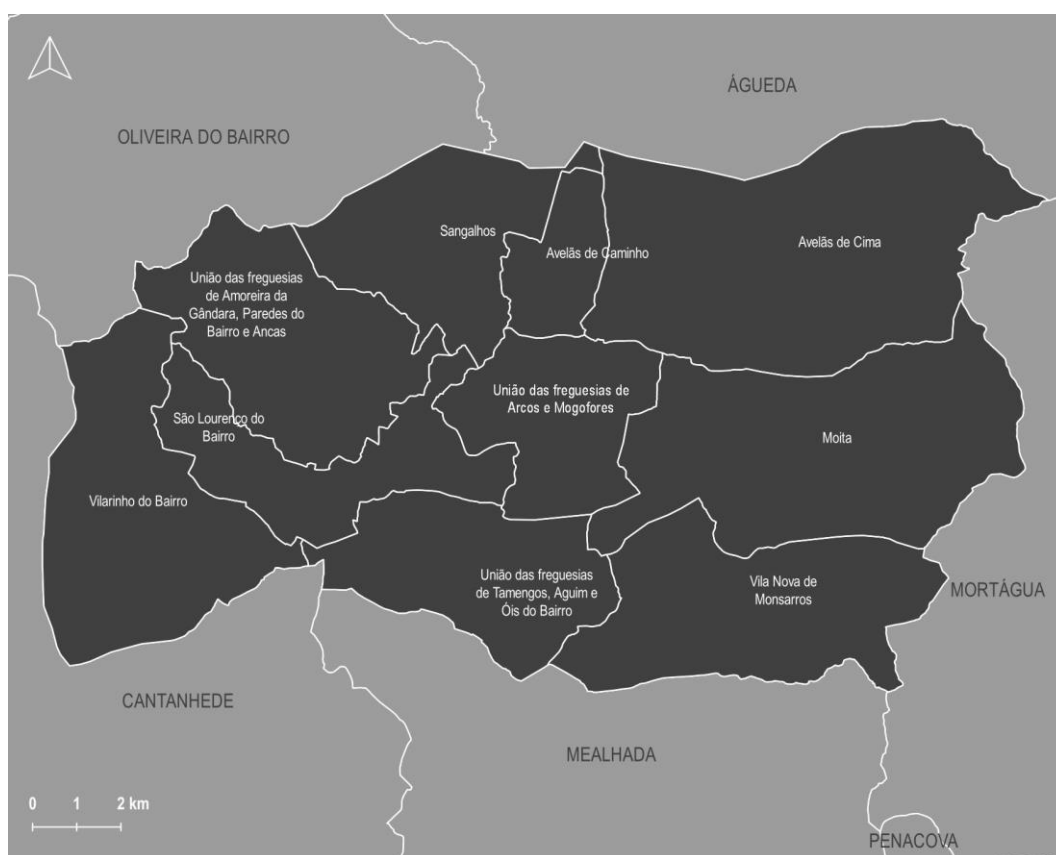 ÁGUEDA
OLIVEIRA DO BAIRRO
Sangalhos
Avelãs de Caminho
Avelãs de Cima
União das freguesias
de Amoreira da
Gândara, Paredes do
Bairro e Ancas
União das freguesias de
Arcos e Mogofores
São Lourenço do
Bairro
Moita
Vilarinho do Bairro
União das freguesias
de Tamengos, Aguim e
Óis do Bairro
Vila Nova de
Monsarros
MORTÁGUA
CANTANHEDE
MEALHADA
0 1 2 km
PENACOVA